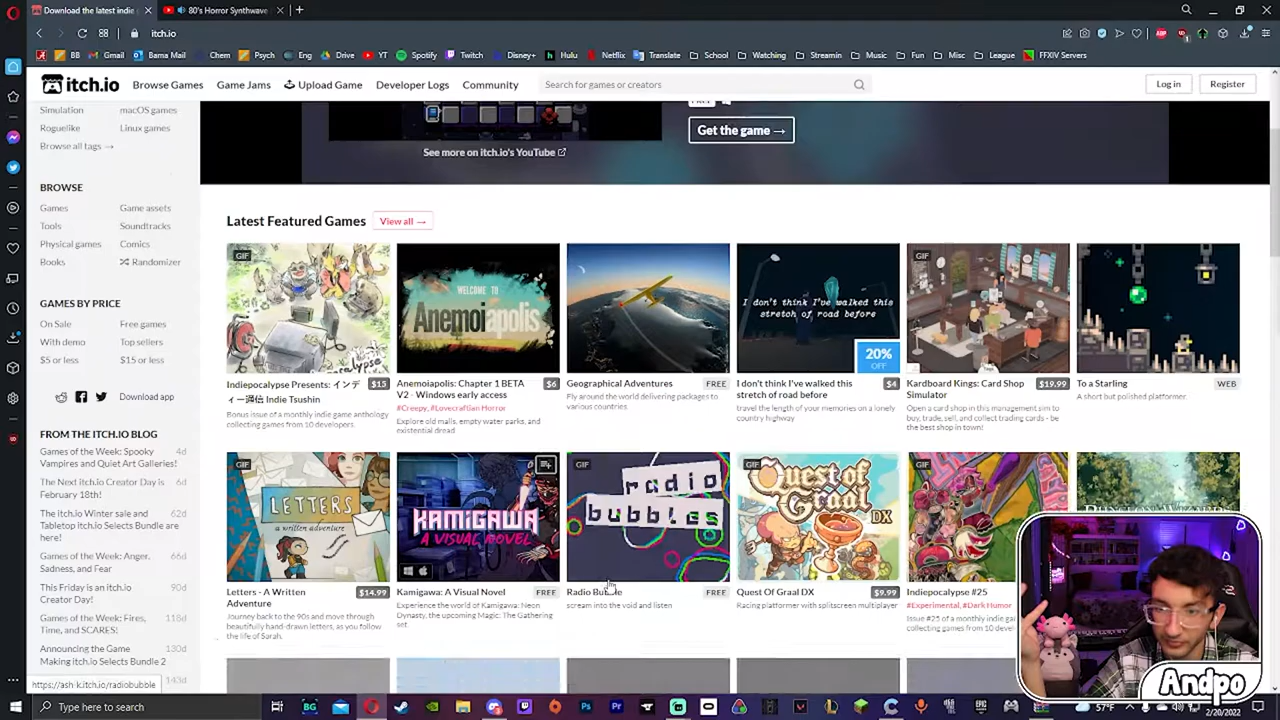 Download the latest indie
80's Horror Synthwave
itch.io
BB
Gmail
Bama Mail
Chem
Psych
Eng
Drive
YT
Spotify
Twitch
Disney+
Hulu
Netflix
Translate
School
Watching
Streamin
Music
Fun
Misc
League
FFXIV Servers
itch.io
Browse Games
Game Jams
Upload Game
Developer Logs
Community
Search for games or creators
Log in
Register
Simulation
macOS games
Roguelike
Linux games
Browse all tags →
Get the game →
See more on itch.io's YouTube
BROWSE
Games
Game assets
Tools
Soundtracks
Physical games
Comics
Books
Randomizer
GAMES BY PRICE
On Sale
Free games
With demo
Top sellers
$5 or less
$15 or less
Download app
FROM THE ITCH.IO BLOG
Games of the Week: Spooky 4d
Vampires and Quiet Art Galleries!
The Next itch.io Creator Day is 6d
February 18th!
The itch.io Winter sale and 62d
Tabletop itch.io Selects Bundle are
here!
Games of the Week: Anger, 66d
Sadness, and Fear
This Friday is an itch.io 90d
Creator Day!
Games of the Week: Fires, 118d
Time, and SCARES!
Announcing the Game 130d
Making itch.io Selects Bundle 2
143d
https://ash-k.itch.io/radiobubble
Latest Featured Games
View all →
GIF
WELCOME TO
Anemoiapolis
I don't think I've walked this
stretch of road before
20%
OFF
GIF
Indiepocalypse Presents: インデ
ィー通信 Indie Tsushin
$15
Bonus issue of a monthly indie game anthology
collecting games from 10 developers.
Anemoiapolis: Chapter 1 BETA
V2 - Windows early access
$6
#Creepy, #Lovecraftian Horror
Explore old malls, empty water parks, and
existential dread.
Geographical Adventures
FREE
Fly around the world delivering packages to
various countries.
I don't think I've walked this
stretch of road before
$4
travel the length of your memories on a lonely
country highway
Kardboard Kings: Card Shop
Simulator
$19.99
Open a card shop in this management sim to
buy, trade, sell, and collect trading cards - be
the best shop in town!
To a Starling
WEB
A short but polished platformer.
GIF
LETTERS
a written adventure
KAMIGAWA
A VISUAL NOVEL
GIF
radio
bubbles
GIF
Quest of
Graal
DX
GIF
Letters - A Written
Adventure
$14.99
Journey back to the 90s and move through
beautifully hand-drawn letters, as you follow
the life of Sarah.
Kamigawa: A Visual Novel
FREE
Experience the world of Kamigawa: Neon
Dynasty, the upcoming Magic: The Gathering
set.
Radio Bubble
FREE
scream into the void and listen
Quest Of Graal DX
$9.99
Racing platformer with splitscreen multiplayer
Indiepocalypse #25
#Experimental, #Dark Humor
Issue #25 of a monthly indie
collecting games from 10
Andpo
Type here to search
57°F
2/20/2022